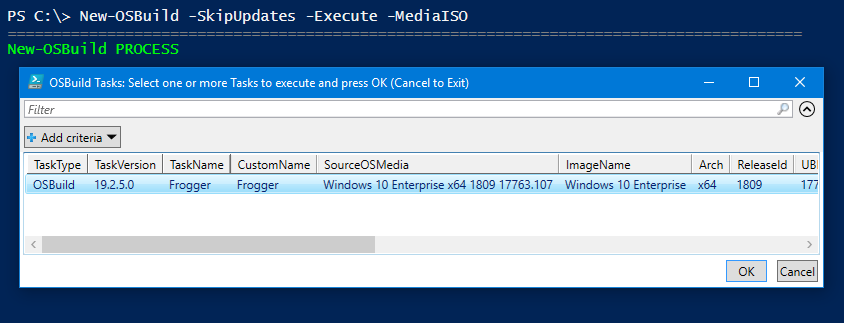 PS C:\> New-OSBuild -SkipUpdates -Execute -MediaISO
================================================================================
New-OSBuild PROCESS
OSBuild Tasks: Select one or more Tasks to execute and press OK (Cancel to Exit)
Filter
Add criteria
TaskType TaskVersion TaskName CustomName SourceOSMedia ImageName Arch ReleaseId UBI
OSBuild 19.2.5.0 Frogger Frogger Windows 10 Enterprise x64 1809 17763.107 Windows 10 Enterprise x64 1809 177
OK Cancel